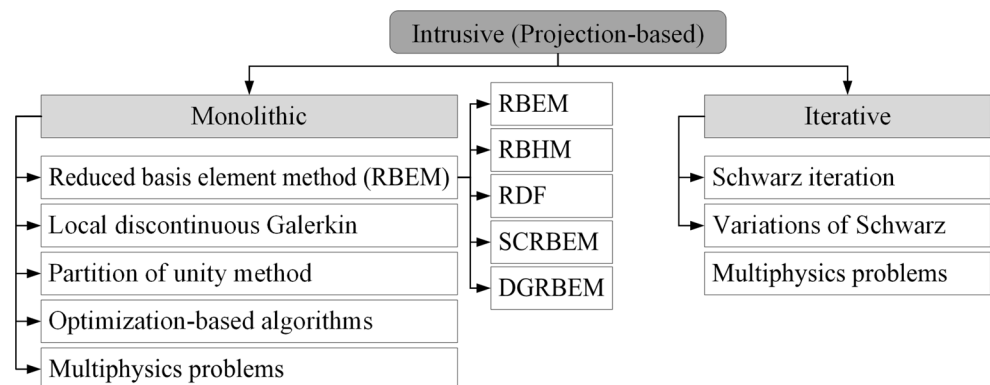 Intrusive (Projection-based)
Monolithic
Reduced basis element method (RBEM)
Local discontinuous Galerkin
Partition of unity method
Optimization-based algorithms
Multiphysics problems
RBEM
RBHM
RDF
SCRBEM
DGRBEM
Iterative
Schwarz iteration
Variations of Schwarz
Multiphysics problems